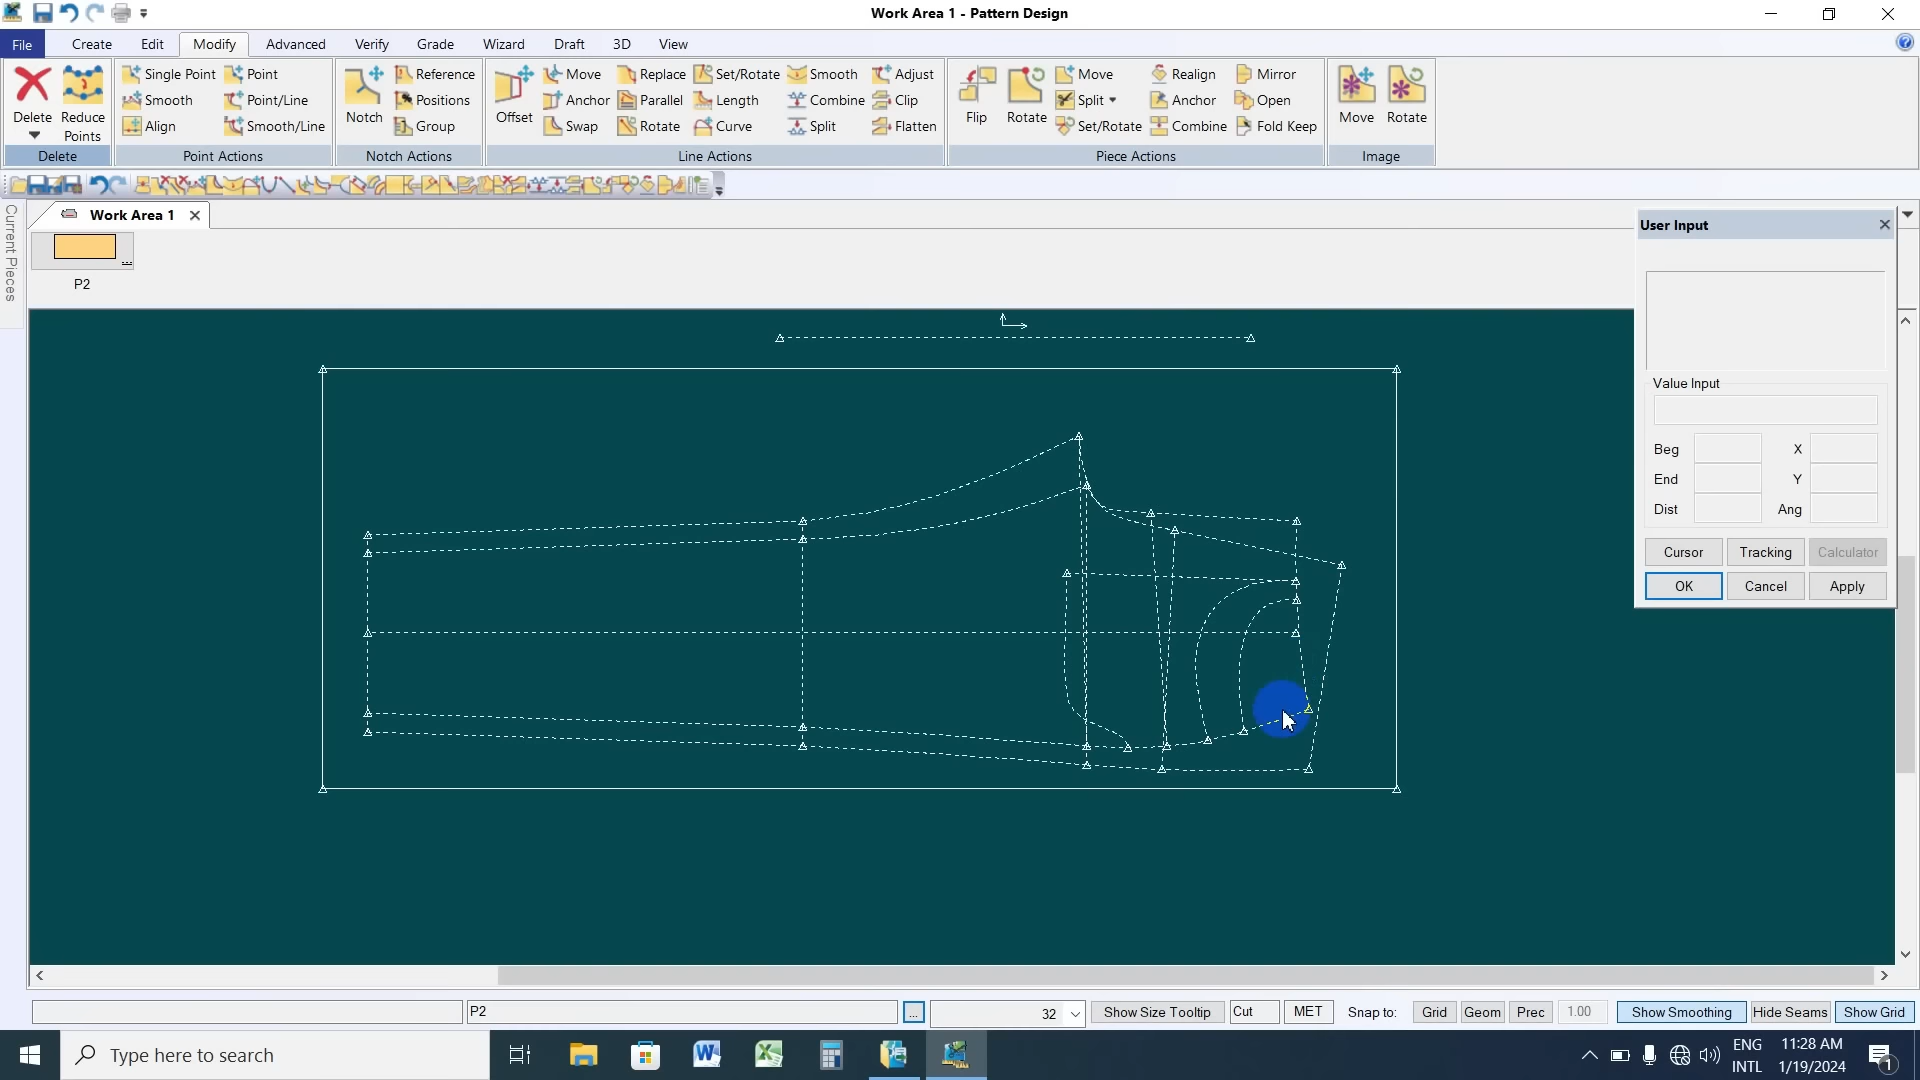 Work Area 1 - Pattern Design
File Create Edit Modify Advanced Verify Grade Wizard Draft 3D View
Delete
Reduce Points
Delete
Single Point Point
Smooth Point/Line
Align Smooth/Line
Point Actions
Notch
Reference
Positions
Group
Notch Actions
Offset
Move Replace Set/Rotate Smooth Adjust
Anchor Parallel Length Combine Clip
Swap Rotate Curve Split Flatten
Line Actions
Flip Rotate
Move Realign Mirror
Split Anchor Open
Set/Rotate Combine Fold Keep
Piece Actions
Move Rotate
Image
Current Pieces
Work Area 1
P2
User Input
Value Input
Beg X
End Y
Dist Ang
Cursor Tracking Calculator
OK Cancel Apply
P2 ... 32 Show Size Tooltip Cut MET Snap to: Grid Geom Prec 1.00 Show Smoothing Hide Seams Show Grid
Type here to search
ENG
INTL
11:28 AM
1/19/2024
1